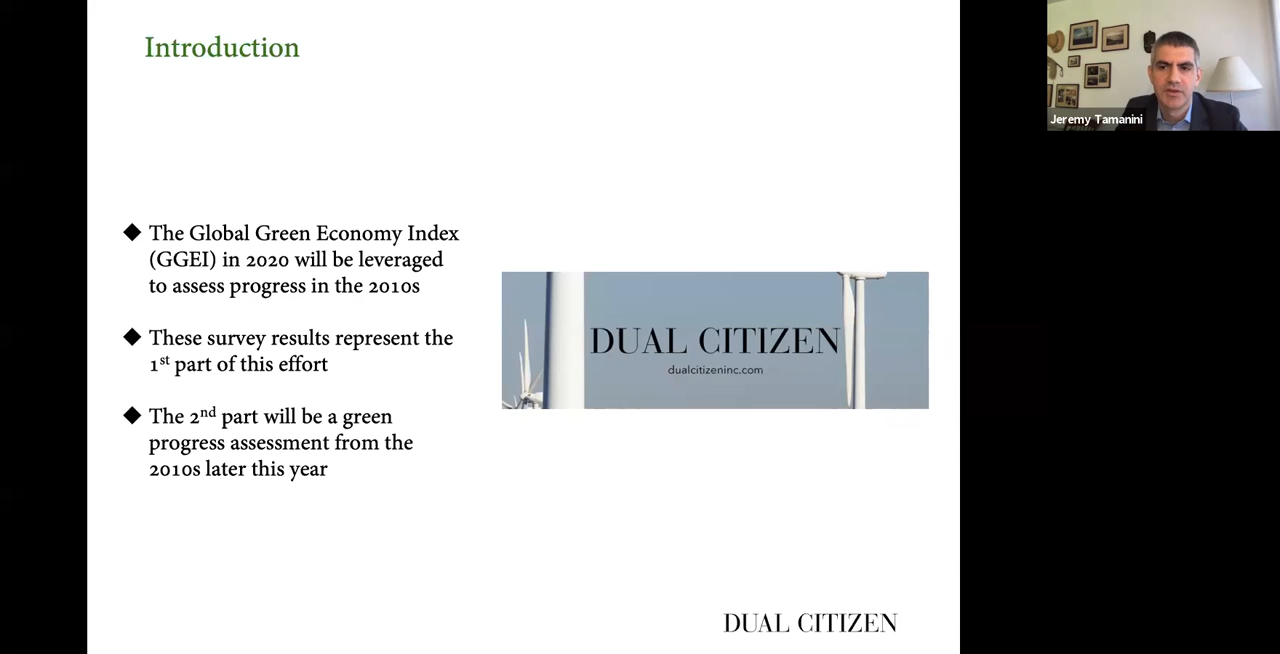 Introduction
◆ The Global Green Economy Index
(GGEI) in 2020 will be leveraged
to assess progress in the 2010s
◆ These survey results represent the
1st part of this effort
◆ The 2nd part will be a green
progress assessment from the
2010s later this year
DUAL CITIZEN
dualcitizeninc.com
DUAL CITIZEN
Jeremy Tamanini